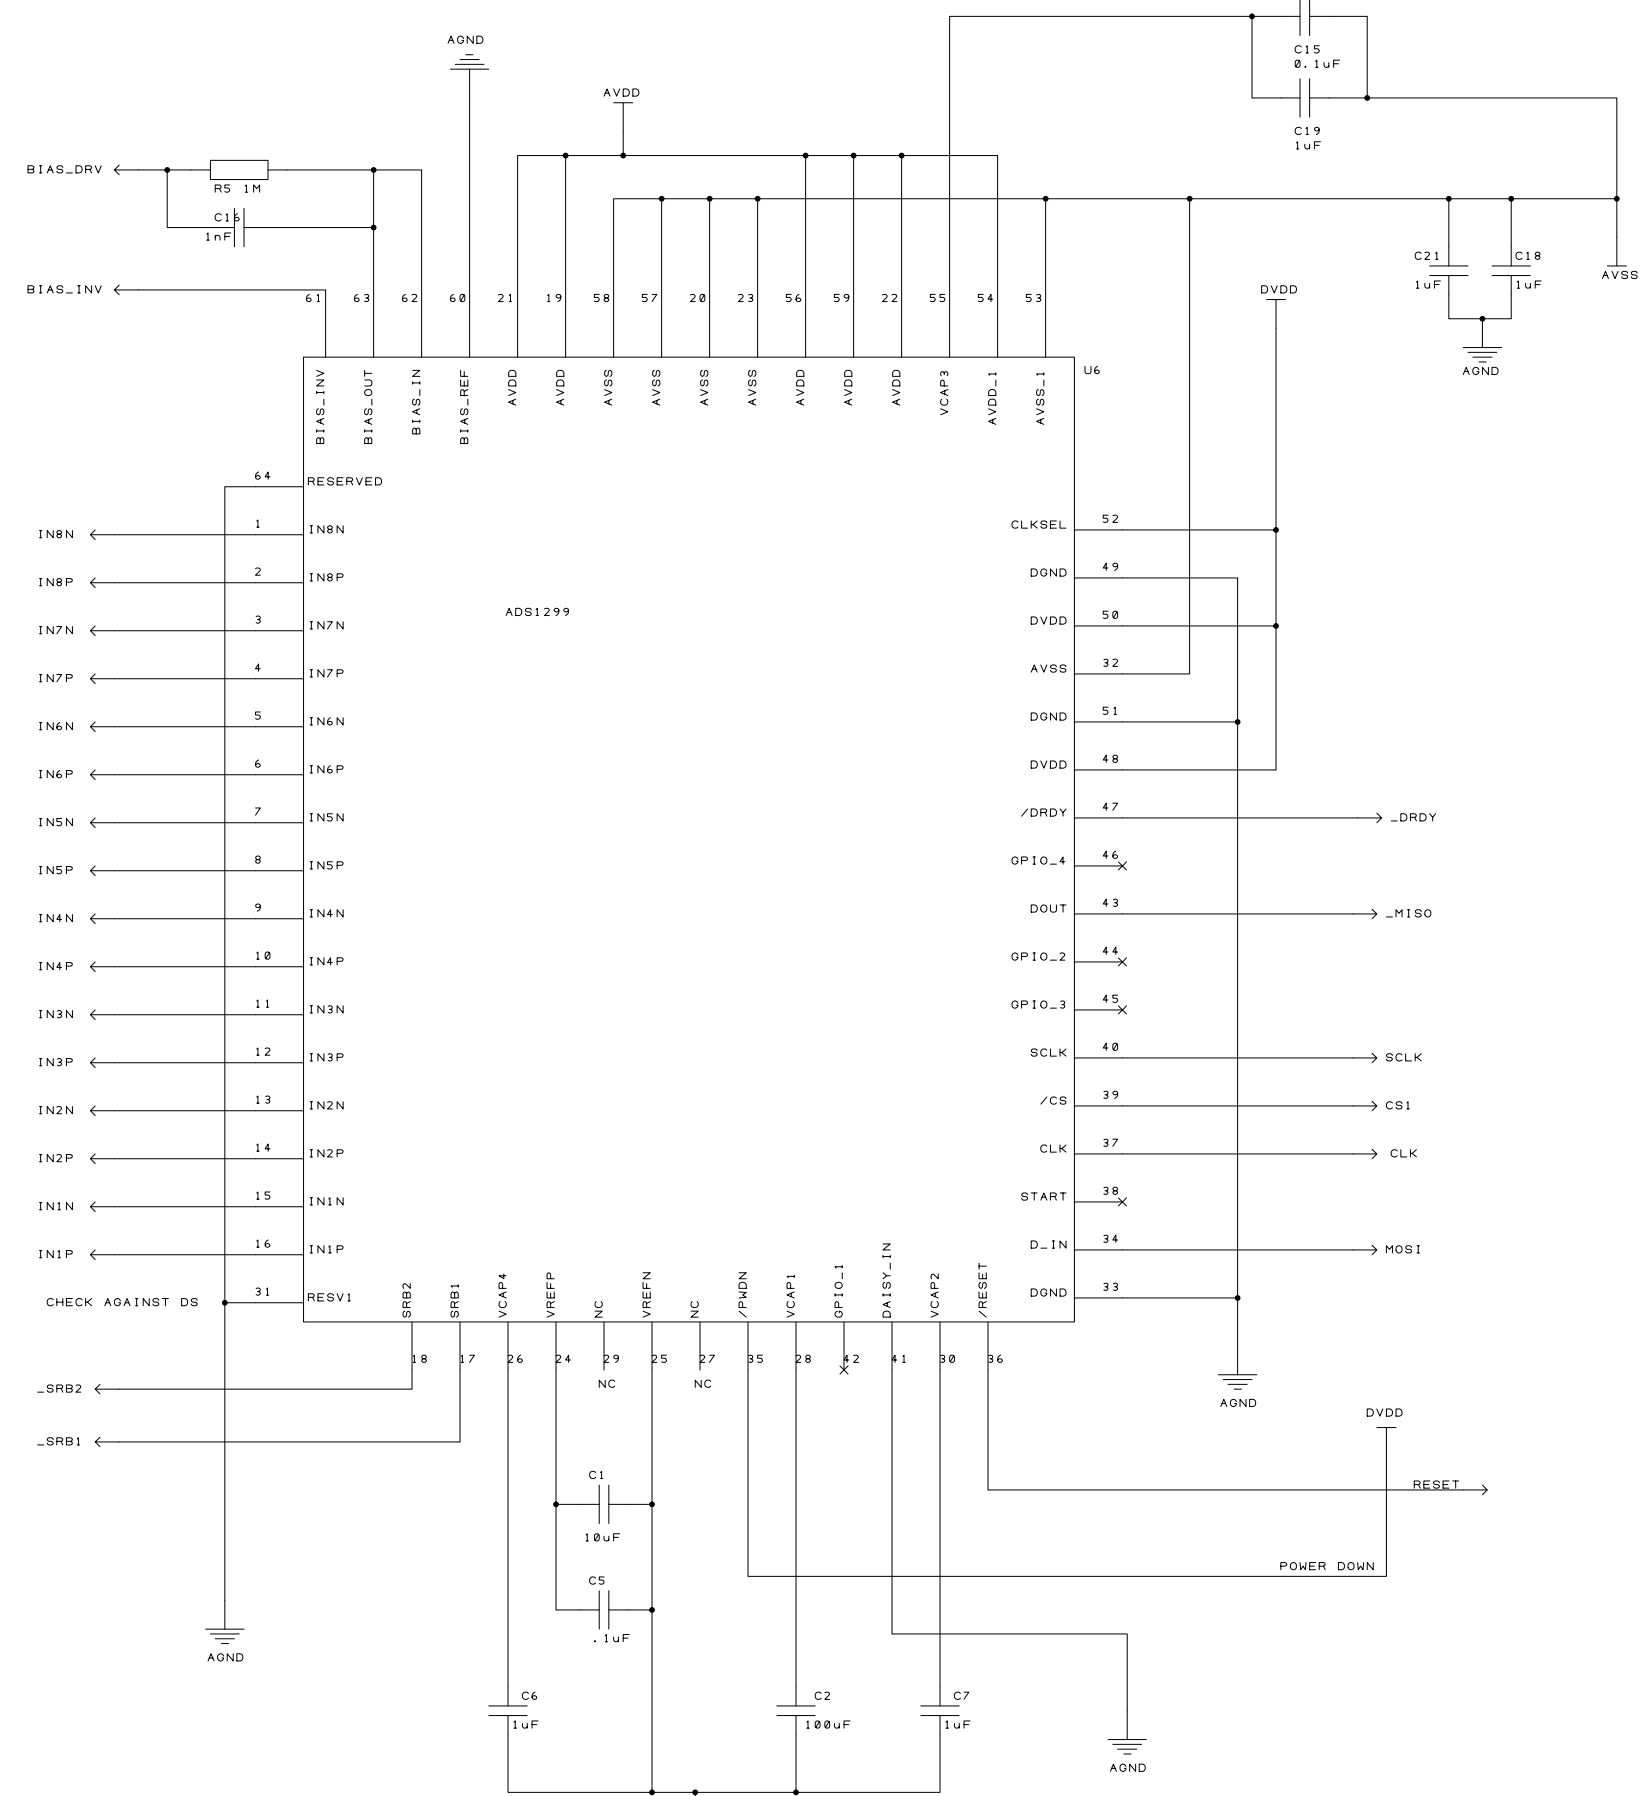 AGND
C15
0.1uF
AVDD
C19
1uF
BIAS_DRV
R5 1M
C16
1nF
C21
1uF
C18
1uF
AVSS
BIAS_INV
DVDD
61 63 62 60 21 19 58 57 20 23 56 59 22 55 54 53
AGND
U6
BIAS_INV
BIAS_OUT
BIAS_IN
BIAS_REF
AVDD
AVDD
AVSS
AVSS
AVSS
AVSS
AVDD
AVDD
AVDD
VCAP3
AVDD_1
AVSS_1
64 RESERVED
IN8N 1 IN8N
IN8P 2 IN8P
IN7N 3 IN7N
IN7P 4 IN7P
IN6N 5 IN6N
IN6P 6 IN6P
IN5N 7 IN5N
IN5P 8 IN5P
IN4N 9 IN4N
IN4P 10 IN4P
IN3N 11 IN3N
IN3P 12 IN3P
IN2N 13 IN2N
IN2P 14 IN2P
IN1N 15 IN1N
IN1P 16 IN1P
CHECK AGAINST DS 31 RESV1
ADS1299
CLKSEL 52
DGND 49
DVDD 50
AVSS 32
DGND 51
DVDD 48
/DRDY 47 _DRDY
GPIO_4 46
DOUT 43 _MISO
GPIO_2 44
GPIO_3 45
SCLK 40 SCLK
/CS 39 CS1
CLK 37 CLK
START 38
D_IN 34 MOSI
DGND 33
SRB2
SRB1
VCAP4
VREFP
NC
VREFN
NC
/PWDN
VCAP1
GPIO_1
DAISY_IN
VCAP2
/RESET
18 17 26 24 29 25 27 35 28 42 41 30 36
NC
NC
_SRB2
AGND
DVDD
_SRB1
C1
10uF
RESET
POWER DOWN
C5
.1uF
AGND
C6
1uF
C2
100uF
C7
1uF
AGND